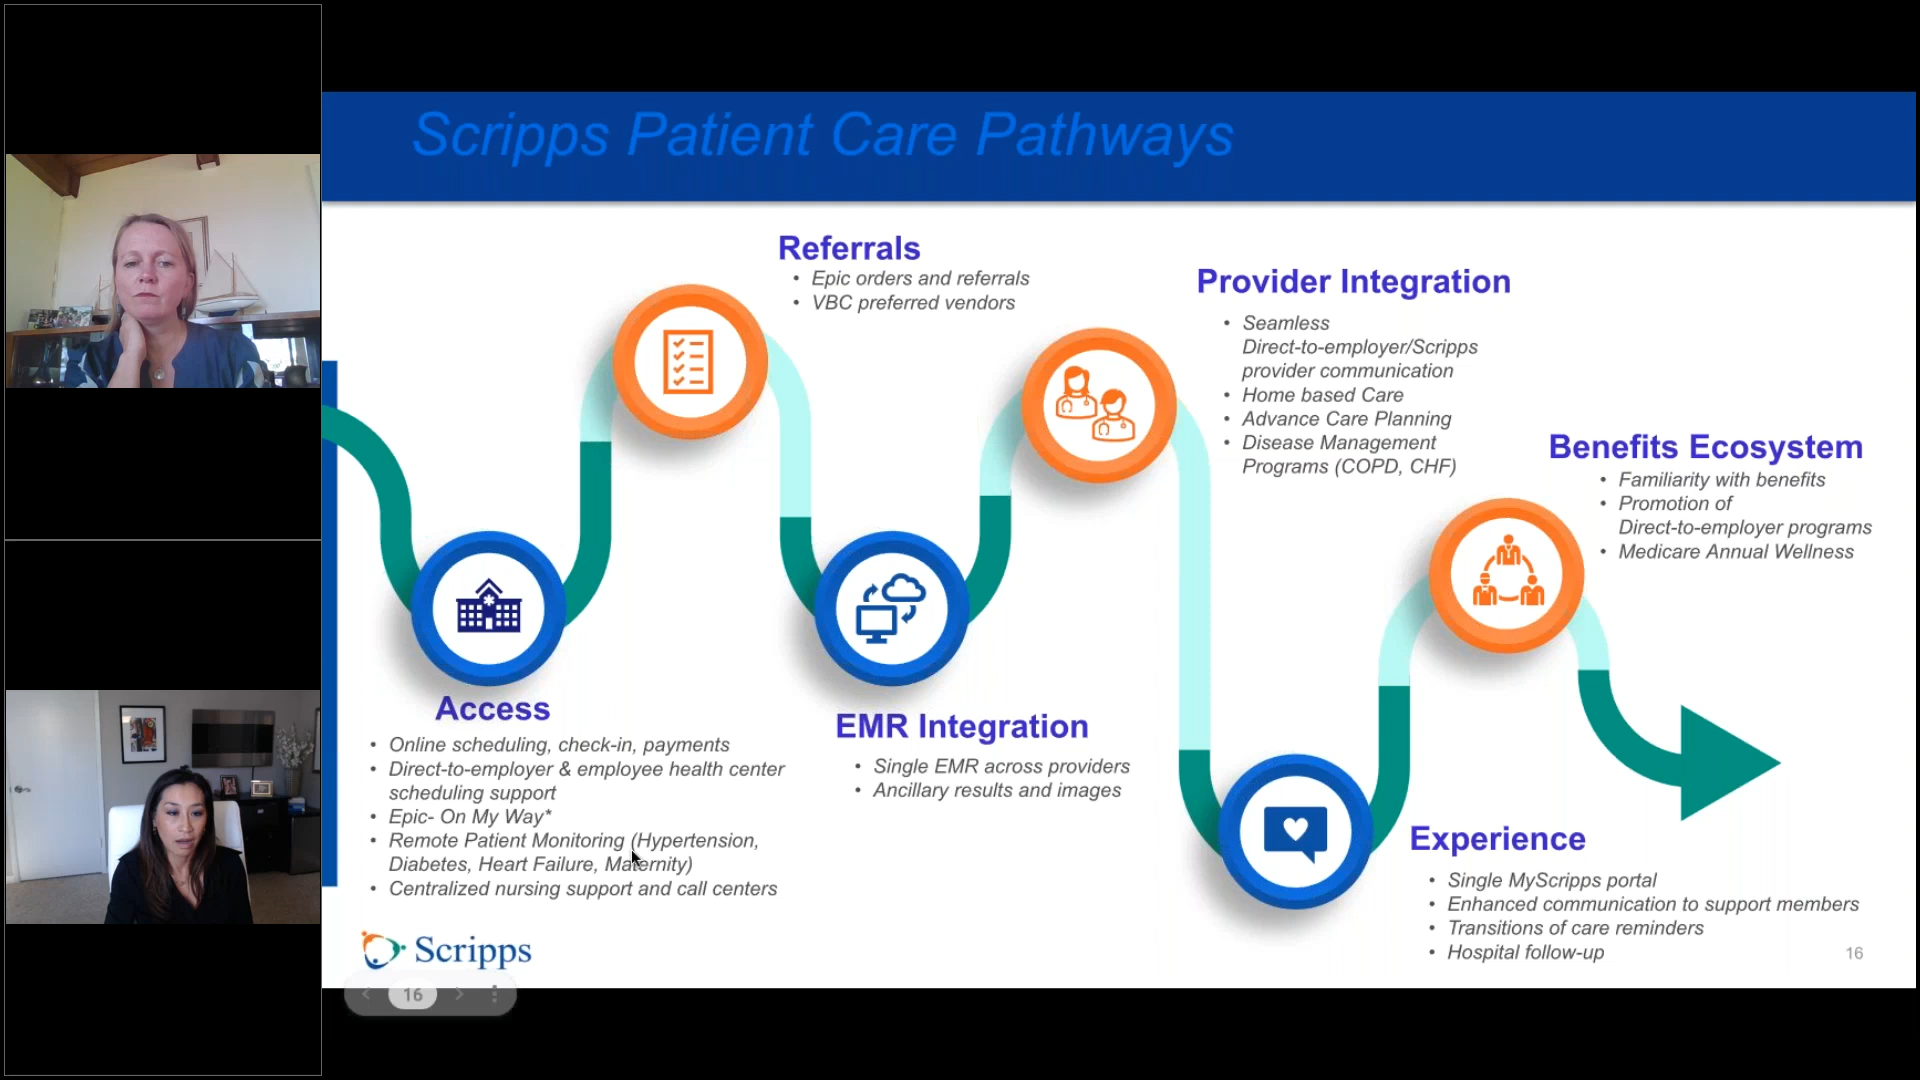 Scripps Patient Care Pathways
Referrals
• Epic orders and referrals
• VBC preferred vendors
Provider Integration
• Seamless
Direct-to-employer/Scripps
provider communication
• Home based Care
• Advance Care Planning
• Disease Management
Programs (COPD, CHF)
Benefits Ecosystem
• Familiarity with benefits
• Promotion of
Direct-to-employer programs
• Medicare Annual Wellness
Access
• Online scheduling, check-in, payments
• Direct-to-employer & employee health center
scheduling support
• Epic- On My Way*
• Remote Patient Monitoring (Hypertension,
Diabetes, Heart Failure, Maternity)
• Centralized nursing support and call centers
EMR Integration
• Single EMR across providers
• Ancillary results and images
Experience
• Single MyScripps portal
• Enhanced communication to support members
• Transitions of care reminders
• Hospital follow-up
Scripps
16
16